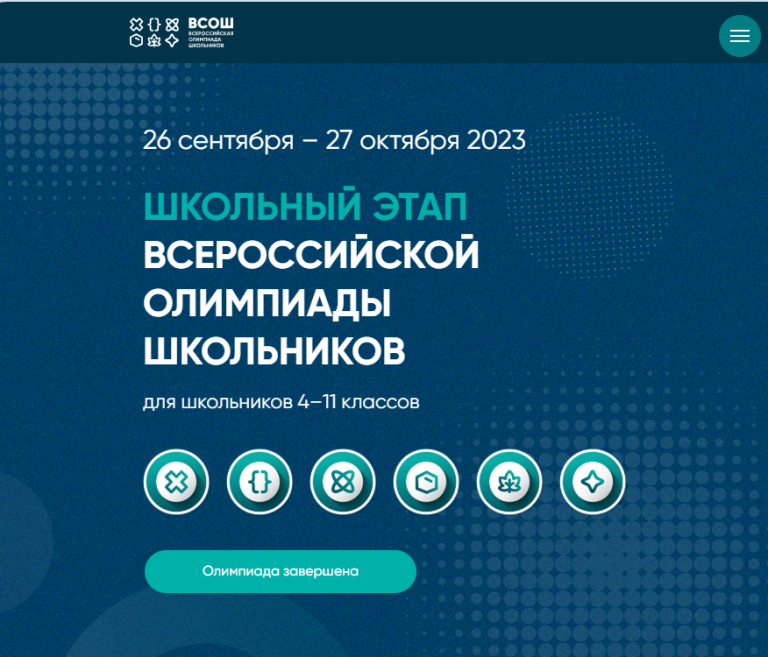 ВСОШ
ВСЕРОССИЙСКАЯ
ОЛИМПИАДА
ШКОЛЬНИКОВ
26 сентября – 27 октября 2023
ШКОЛЬНЫЙ ЭТАП
ВСЕРОССИЙСКОЙ
ОЛИМПИАДЫ
ШКОЛЬНИКОВ
для школьников 4–11 классов
Олимпиада завершена